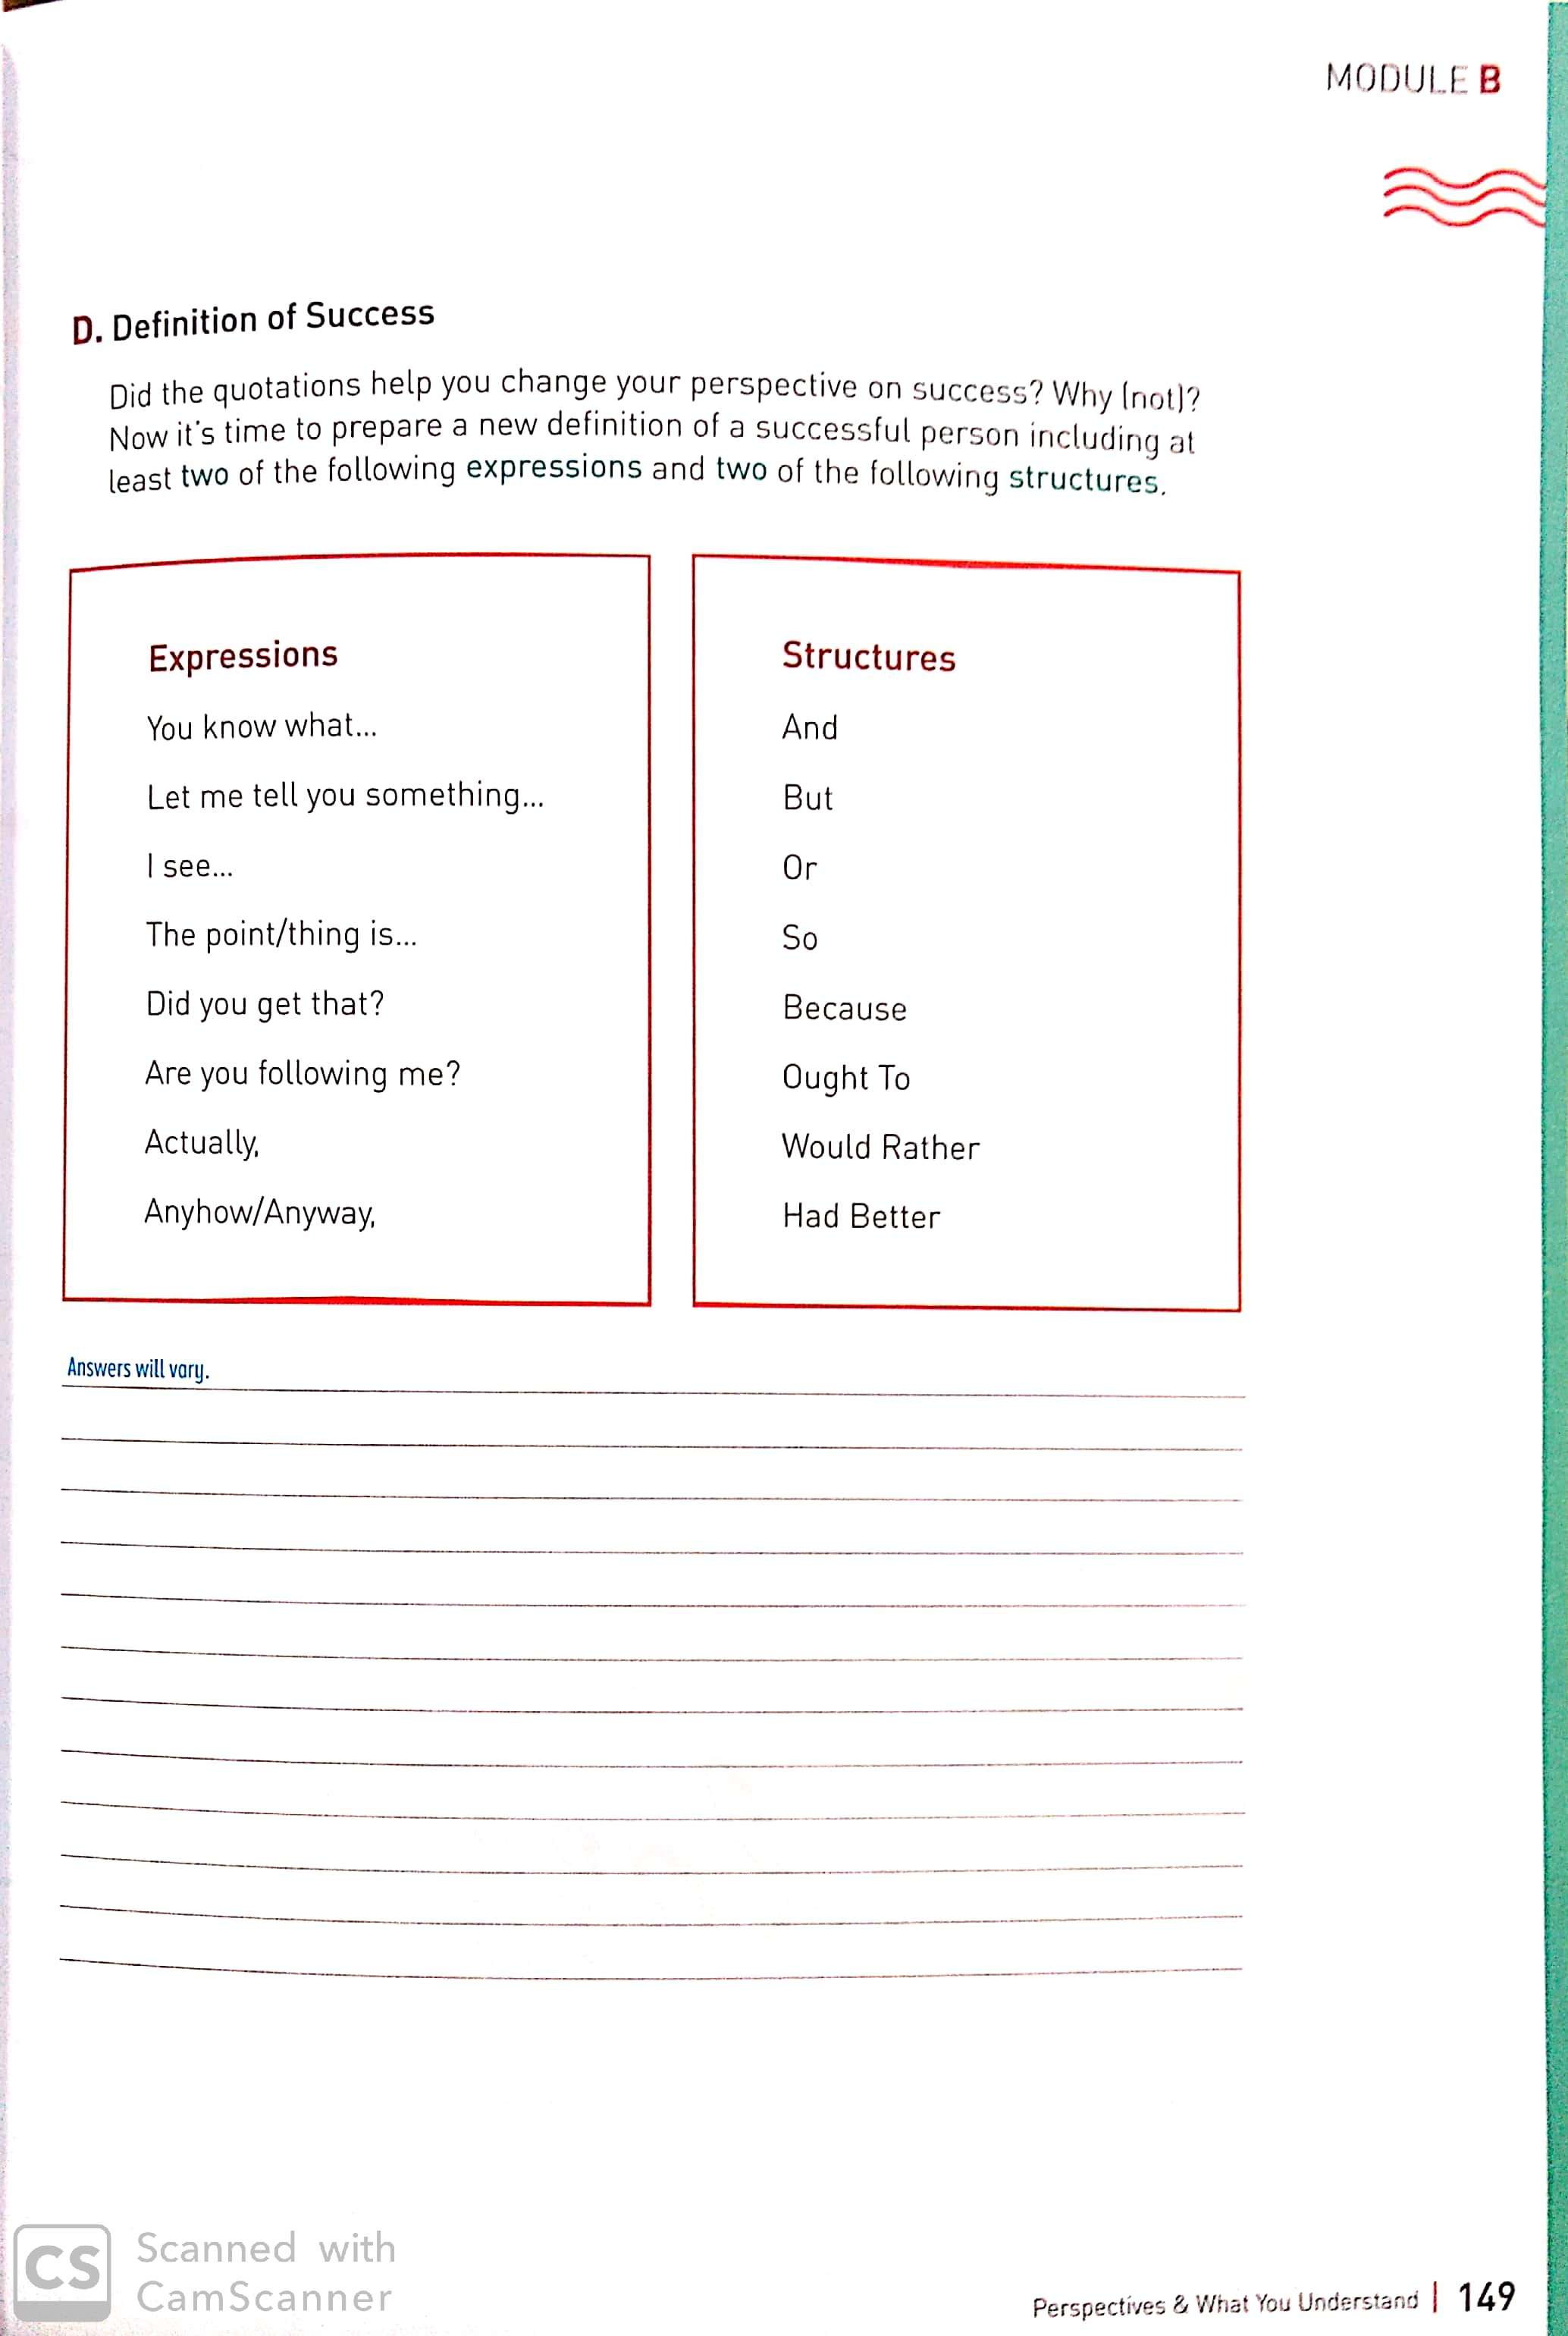 MODULE B
D. Definition of Success
Did the quotations help you change your perspective on success? Why (not)?
Now it's time to prepare a new definition of a successful person including at
least two of the following expressions and two of the following structures.
Expressions
You know what...
Let me tell you something...
I see...
The point/thing is...
Did you get that?
Are you following me?
Actually,
Anyhow/Anyway,
Structures
And
But
Or
So
Because
Ought To
Would Rather
Had Better
Answers will vary.
CS Scanned with
CamScanner
Perspectives & What You Understand | 149